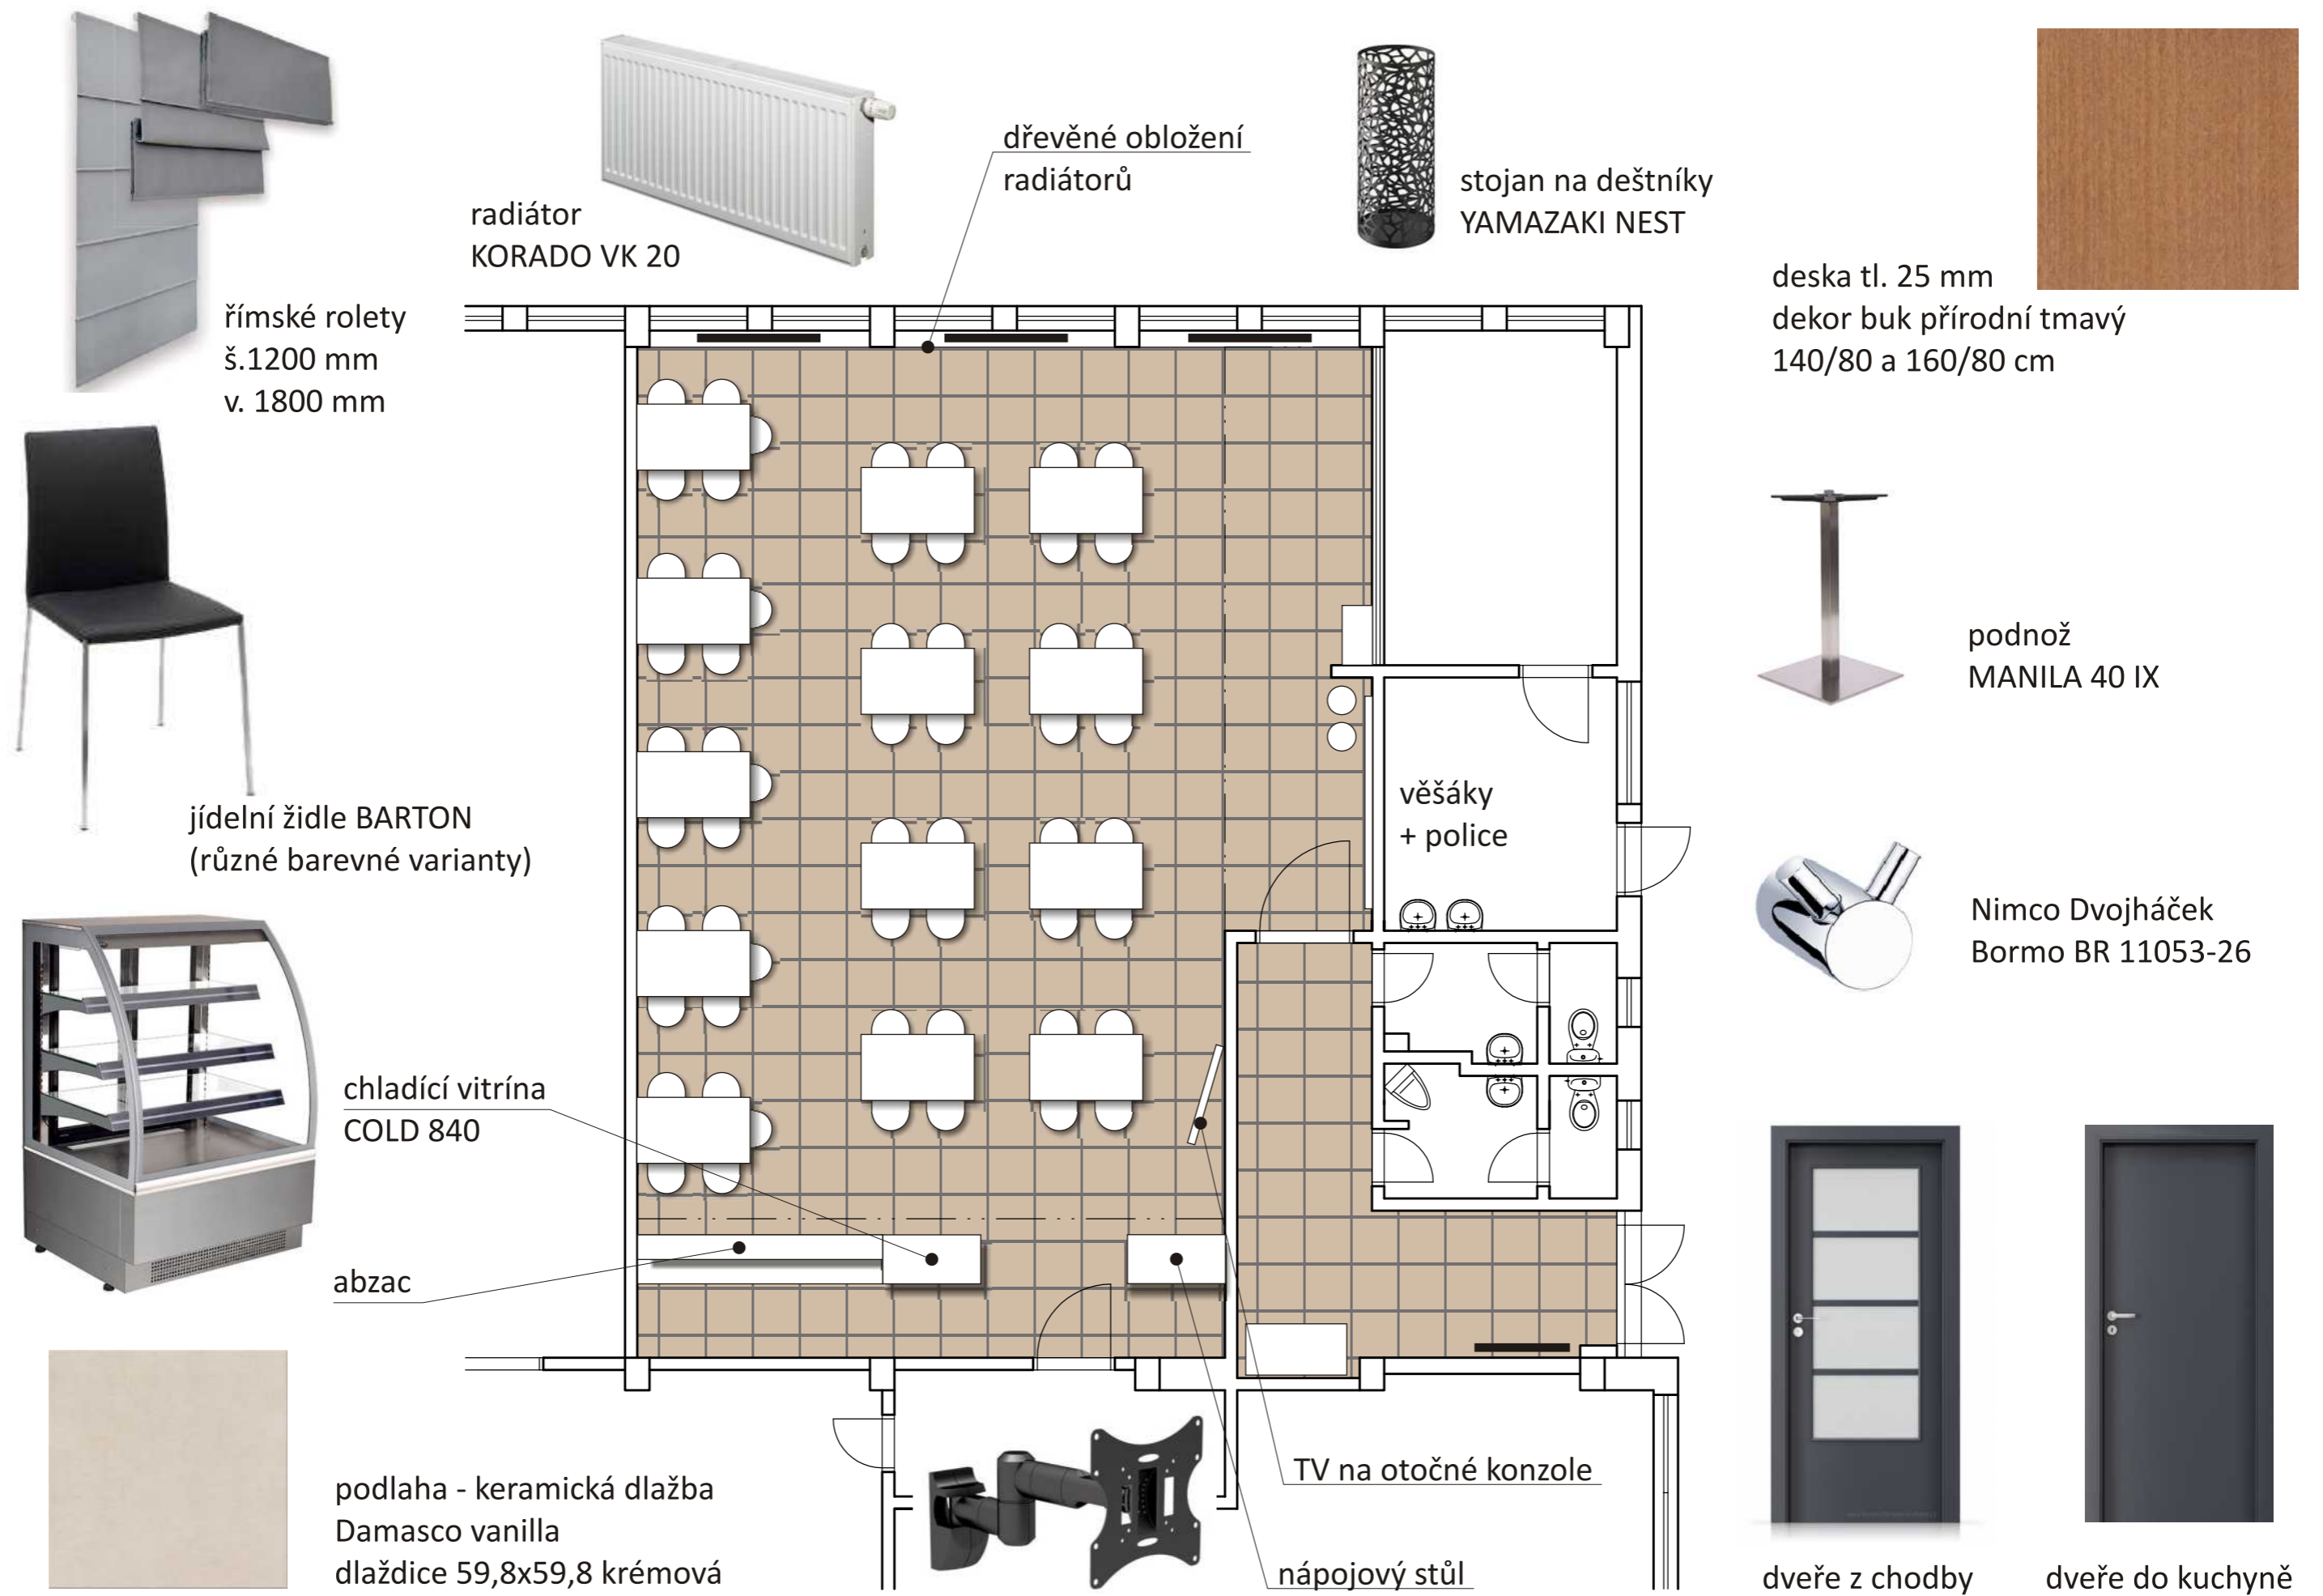 dřevěné obložení
radiátorů
stojan na deštníky
YAMAZAKI NEST
radiátor
KORADO VK 20
deska tl. 25 mm
dekor buk přírodní tmavý
140/80 a 160/80 cm
římské rolety
š.1200 mm
v. 1800 mm
podnož
MANILA 40 IX
jídelní židle BARTON
(různé barevné varianty)
věšáky
+ police
Nimco Dvojháček
Bormo BR 11053-26
chladící vitrína
COLD 840
abzac
podlaha - keramická dlažba
Damasco vanilla
dlaždice 59,8x59,8 krémová
TV na otočné konzole
nápojový stůl
dveře z chodby
dveře do kuchyně